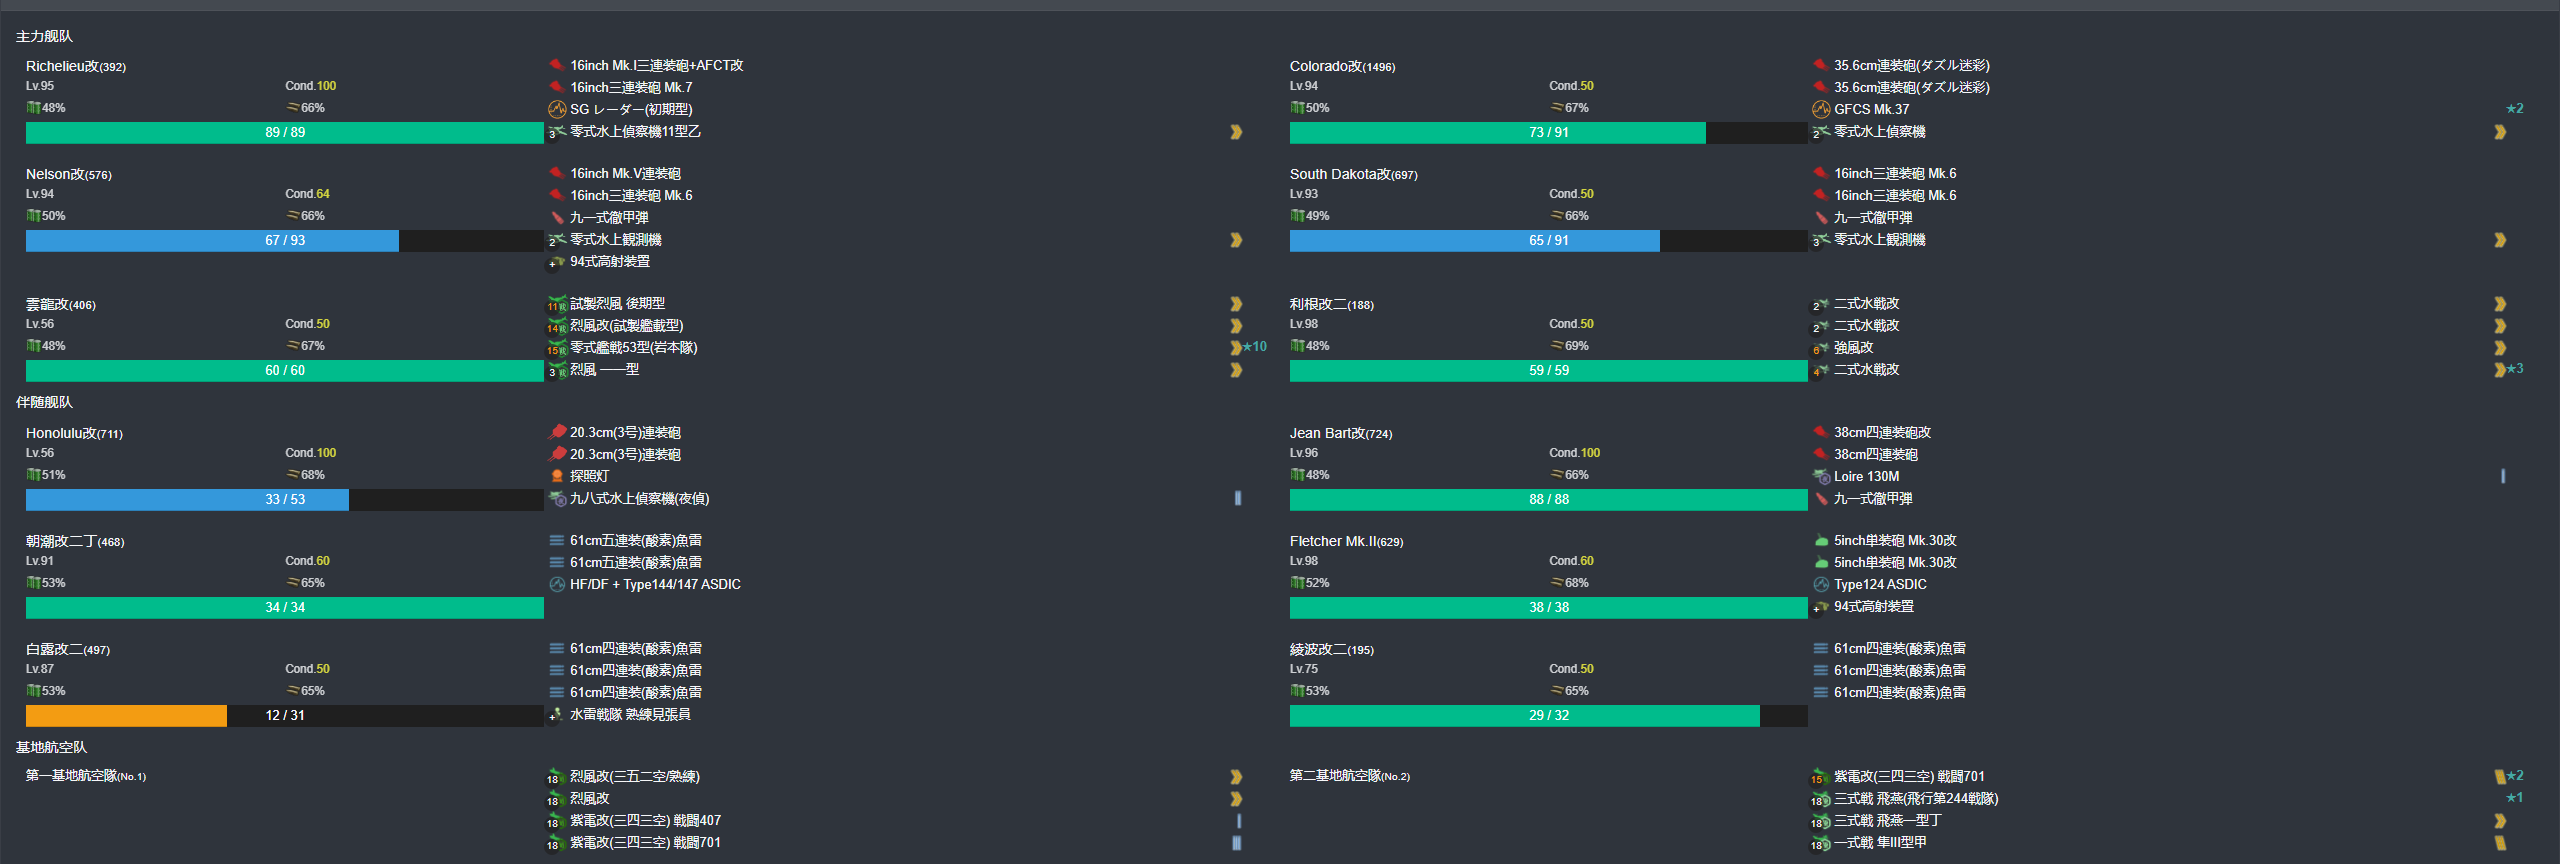 主力舰队
Richelieu改(392)
Lv.95 Cond.100
48% 66%
89 / 89
16inch Mk.I三連装砲+AFCT改
16inch三連装砲 Mk.7
SG レーダー(初期型)
3 零式水上偵察機11型乙
Colorado改(1496)
Lv.94 Cond.50
50% 67%
73 / 91
35.6cm連装砲(ダズル迷彩)
35.6cm連装砲(ダズル迷彩)
GFCS Mk.37 ★2
2 零式水上偵察機
Nelson改(576)
Lv.94 Cond.64
50% 66%
67 / 93
16inch Mk.V連装砲
16inch三連装砲 Mk.6
九一式徹甲弾
2 零式水上観測機
+ 94式高射装置
South Dakota改(697)
Lv.93 Cond.50
49% 66%
65 / 91
16inch三連装砲 Mk.6
16inch三連装砲 Mk.6
九一式徹甲弾
3 零式水上観測機
雲龍改(406)
Lv.56 Cond.50
48% 67%
60 / 60
11 試製烈風 後期型
14 烈風改(試製艦載型)
15 零式艦戦53型(岩本隊) ★10
3 烈風 一一型
利根改二(188)
Lv.98 Cond.50
48% 69%
59 / 59
2 二式水戦改
2 二式水戦改
6 強風改
4 二式水戦改 ★3
伴随舰队
Honolulu改(711)
Lv.56 Cond.100
51% 68%
33 / 53
20.3cm(3号)連装砲
20.3cm(3号)連装砲
探照灯
九八式水上偵察機(夜偵)
Jean Bart改(724)
Lv.96 Cond.100
48% 66%
88 / 88
38cm四連装砲改
38cm四連装砲
Loire 130M
九一式徹甲弾
朝潮改二丁(468)
Lv.91 Cond.60
53% 65%
34 / 34
61cm五連装(酸素)魚雷
61cm五連装(酸素)魚雷
HF/DF + Type144/147 ASDIC
Fletcher Mk.II(629)
Lv.98 Cond.60
52% 68%
38 / 38
5inch単装砲 Mk.30改
5inch単装砲 Mk.30改
Type124 ASDIC
+ 94式高射装置
白露改二(497)
Lv.87 Cond.50
53% 65%
12 / 31
61cm四連装(酸素)魚雷
61cm四連装(酸素)魚雷
61cm四連装(酸素)魚雷
+ 水雷戦隊 熟練見張員
綾波改二(195)
Lv.75 Cond.50
53% 65%
29 / 32
61cm四連装(酸素)魚雷
61cm四連装(酸素)魚雷
61cm四連装(酸素)魚雷
基地航空队
第一基地航空隊(No.1)
18 烈風改(三五二空/熟練)
18 烈風改
18 紫電改(三四三空) 戦闘407
18 紫電改(三四三空) 戦闘701
第二基地航空隊(No.2)
15 紫電改(三四三空) 戦闘701 ★2
18 三式戦 飛燕(飛行第244戦隊) ★1
18 三式戦 飛燕一型丁
18 一式戦 隼III型甲